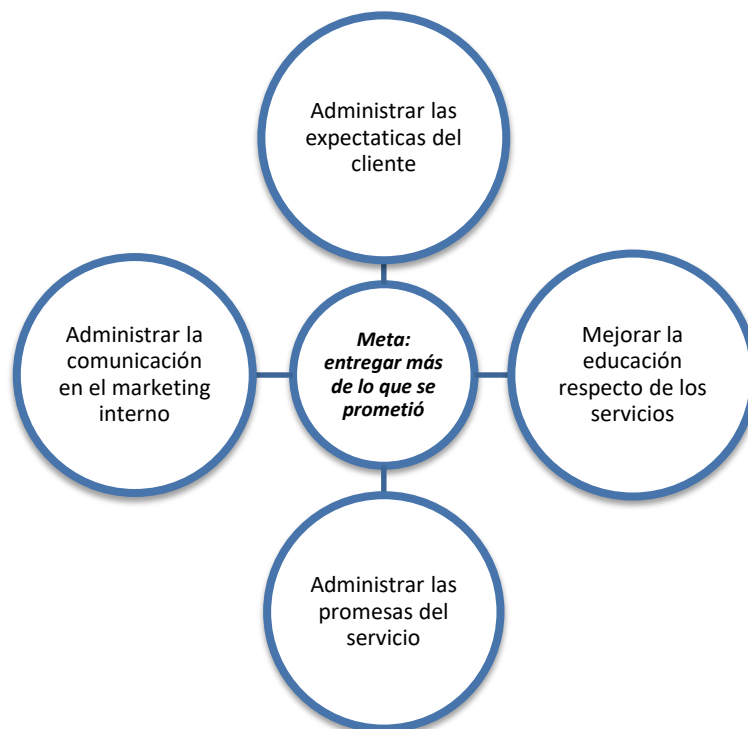 Administrar las
expectaticas del
cliente
Administrar la
comunicación
en el marketing
interno
Meta:
entregar más
de lo que se
prometió
Mejorar la
educación
respecto de los
servicios
Administrar las
promesas del
servicio